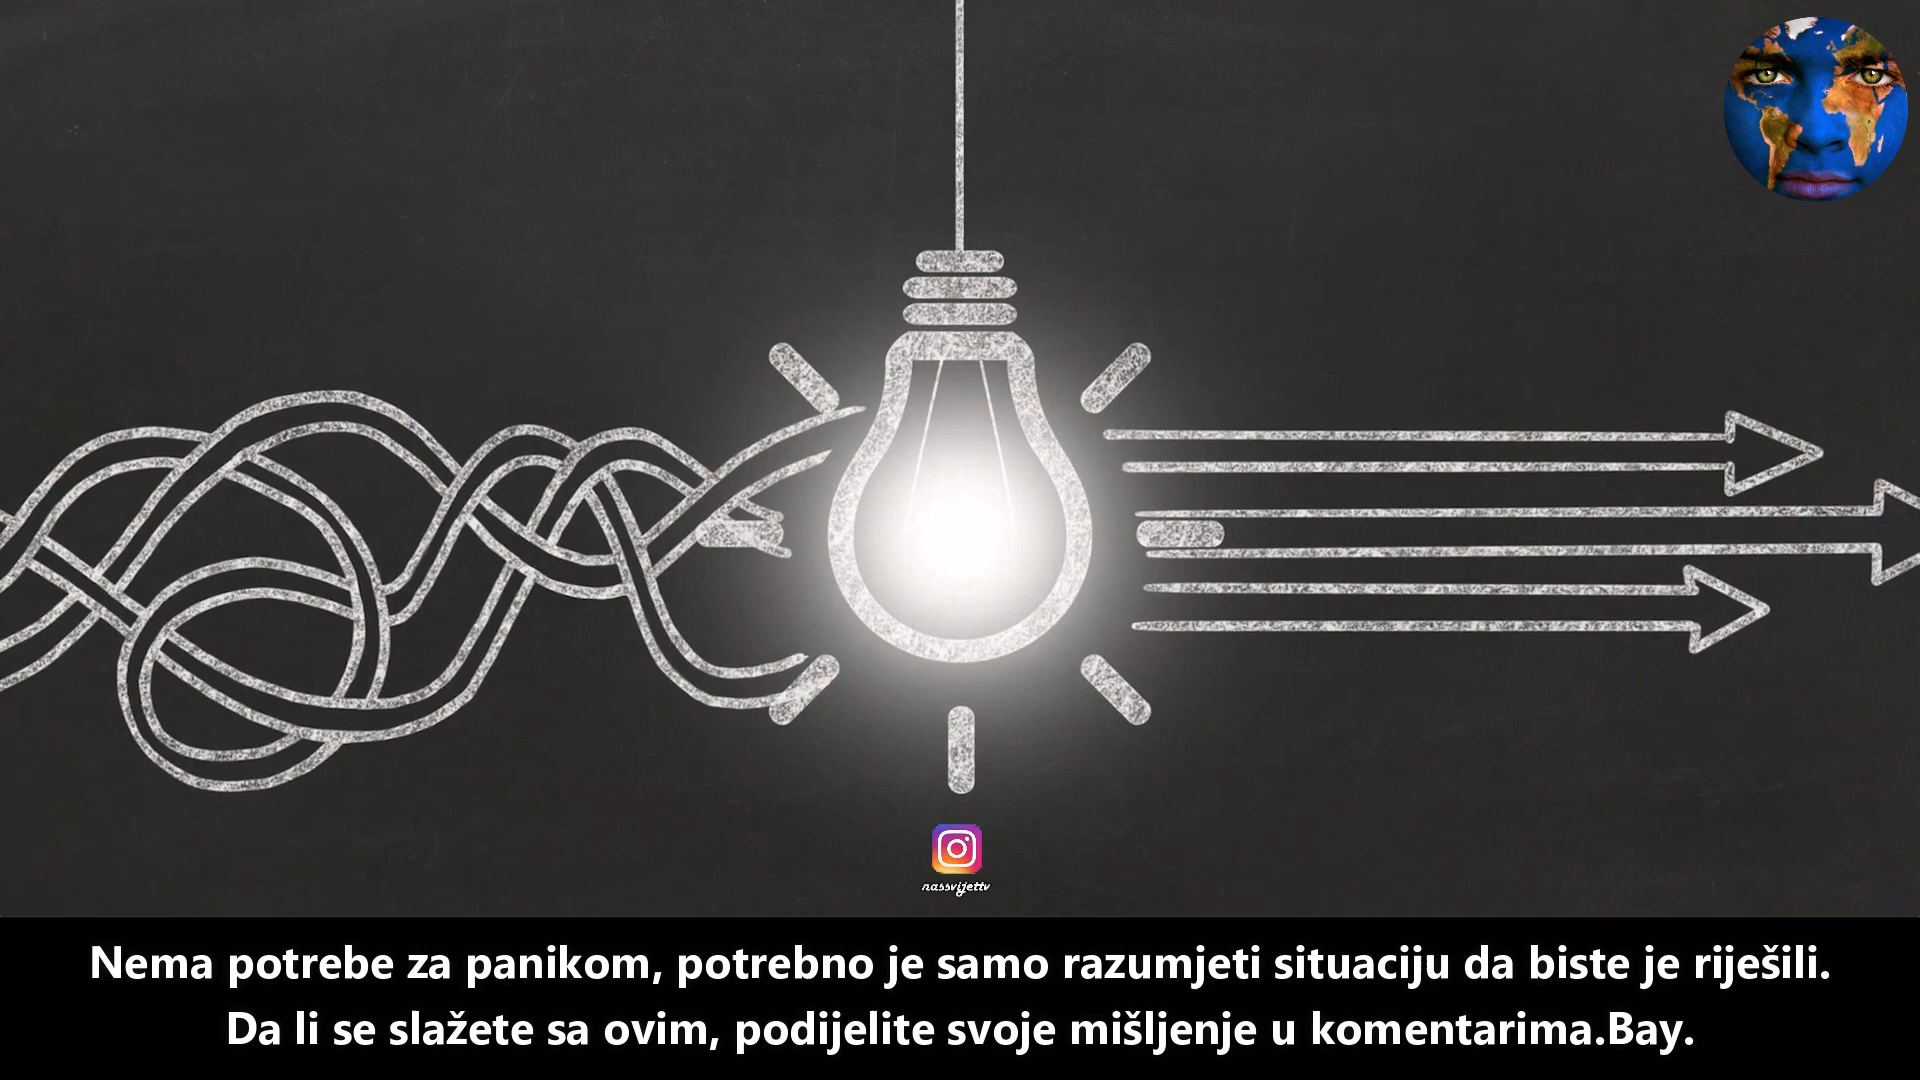 nassvijettv
Nema potrebe za panikom, potrebno je samo razumjeti situaciju da biste je riješili.
Da li se slažete sa ovim, podijelite svoje mišljenje u komentarima.Bay.